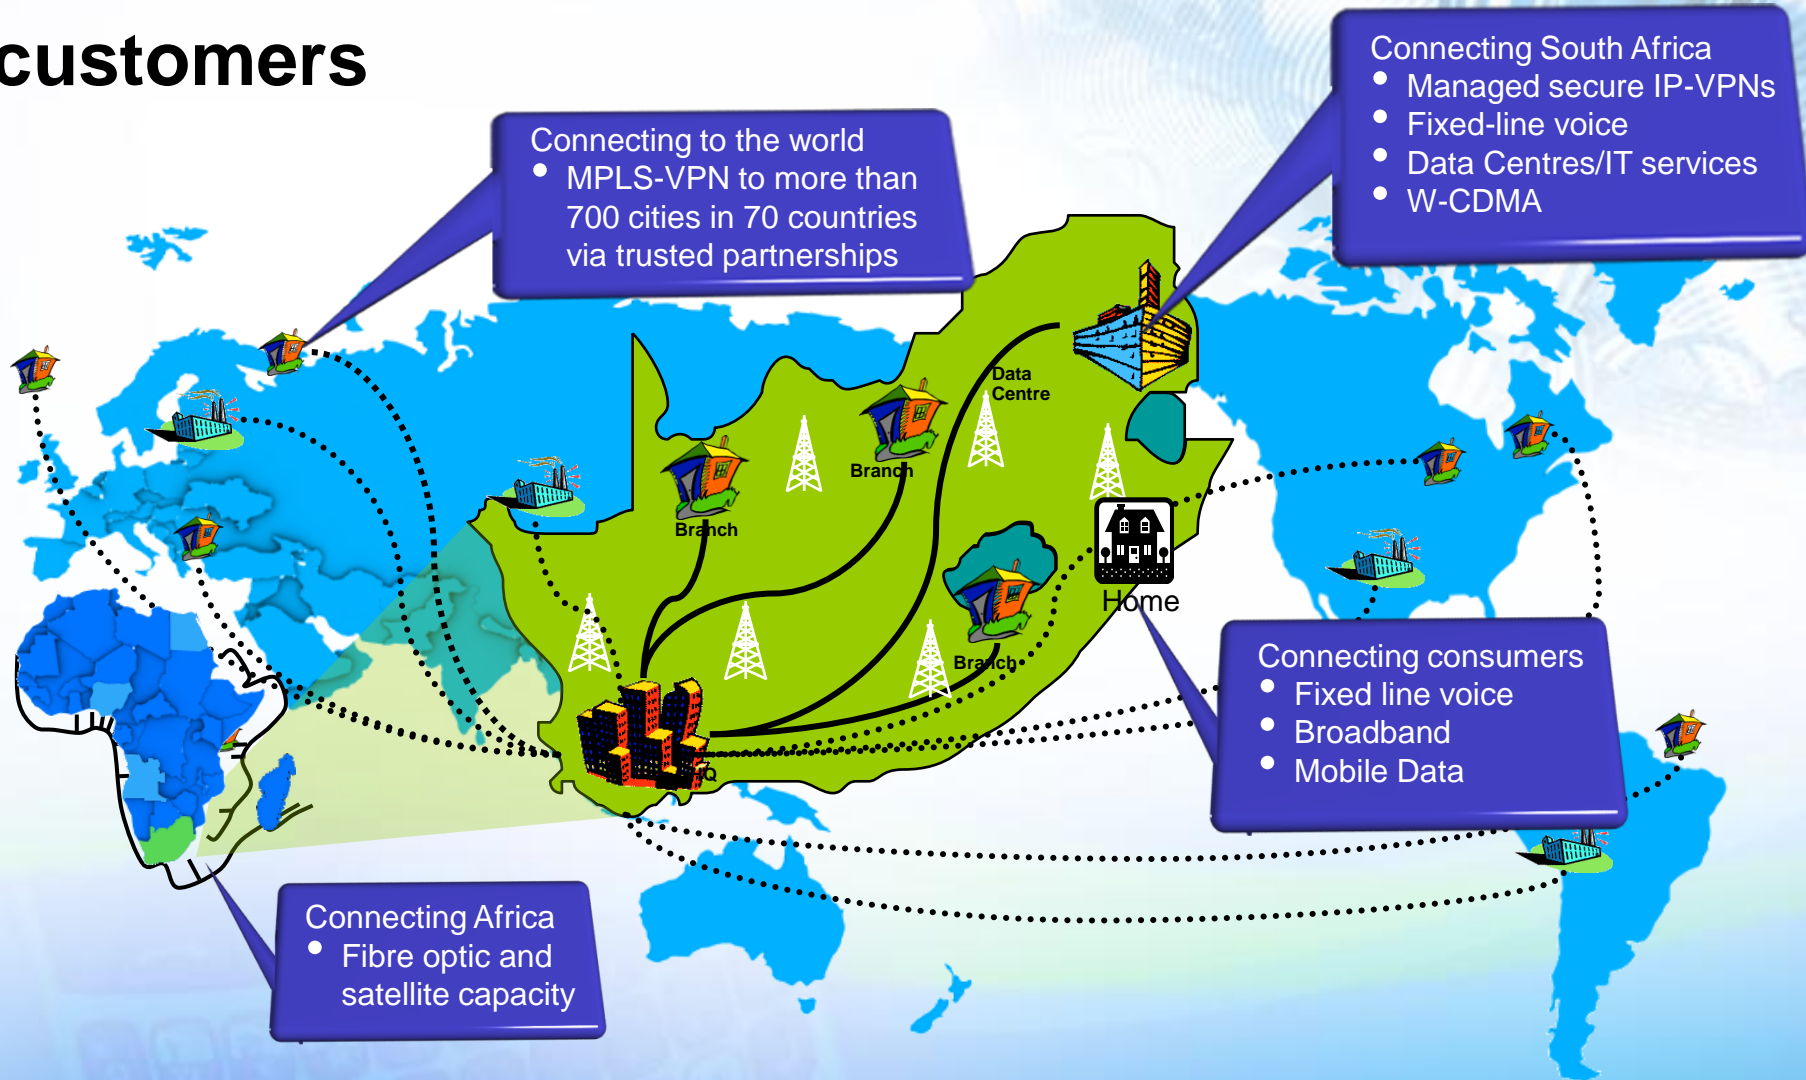 customers
Connecting to the world
• MPLS-VPN to more than
700 cities in 70 countries
via trusted partnerships
Connecting South Africa
• Managed secure IP-VPNs
• Fixed-line voice
• Data Centres/IT services
• W-CDMA
Data
Centre
Branch
Branch
Branch
Home
HQ
Connecting consumers
• Fixed line voice
• Broadband
• Mobile Data
Connecting Africa
• Fibre optic and
satellite capacity